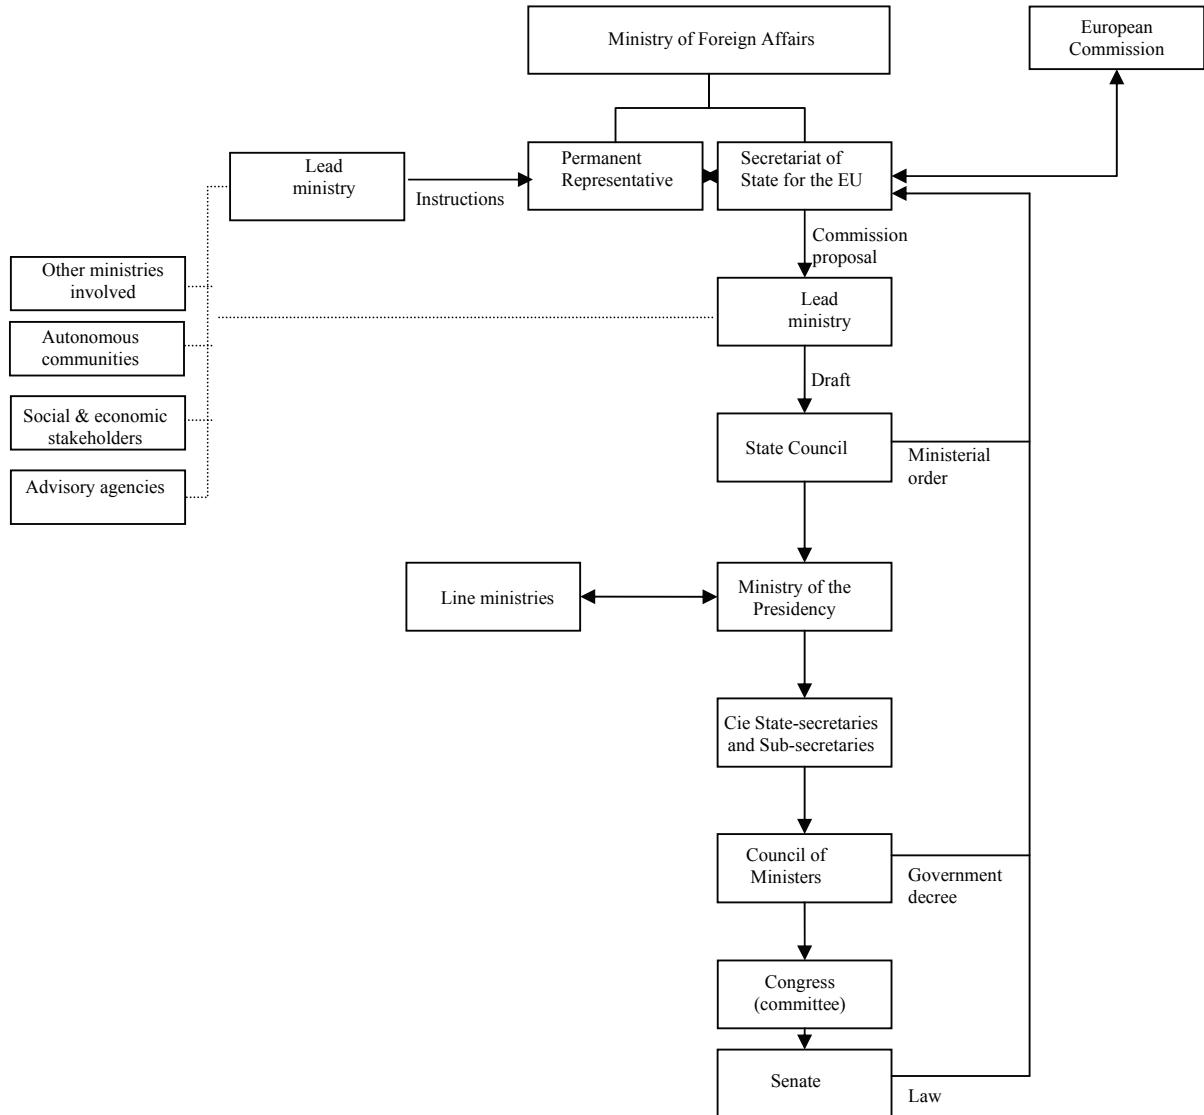 Ministry of Foreign Affairs
European
Commission
Lead
ministry
Instructions
Permanent
Representative
Secretariat of
State for the EU
Commission
proposal
Other ministries
involved
Autonomous
communities
Social & economic
stakeholders
Advisory agencies
Lead
ministry
Draft
State Council
Ministerial
order
Line ministries
Ministry of the
Presidency
Cie State-secretaries
and Sub-secretaries
Council of
Ministers
Government
decree
Congress
(committee)
Senate
Law